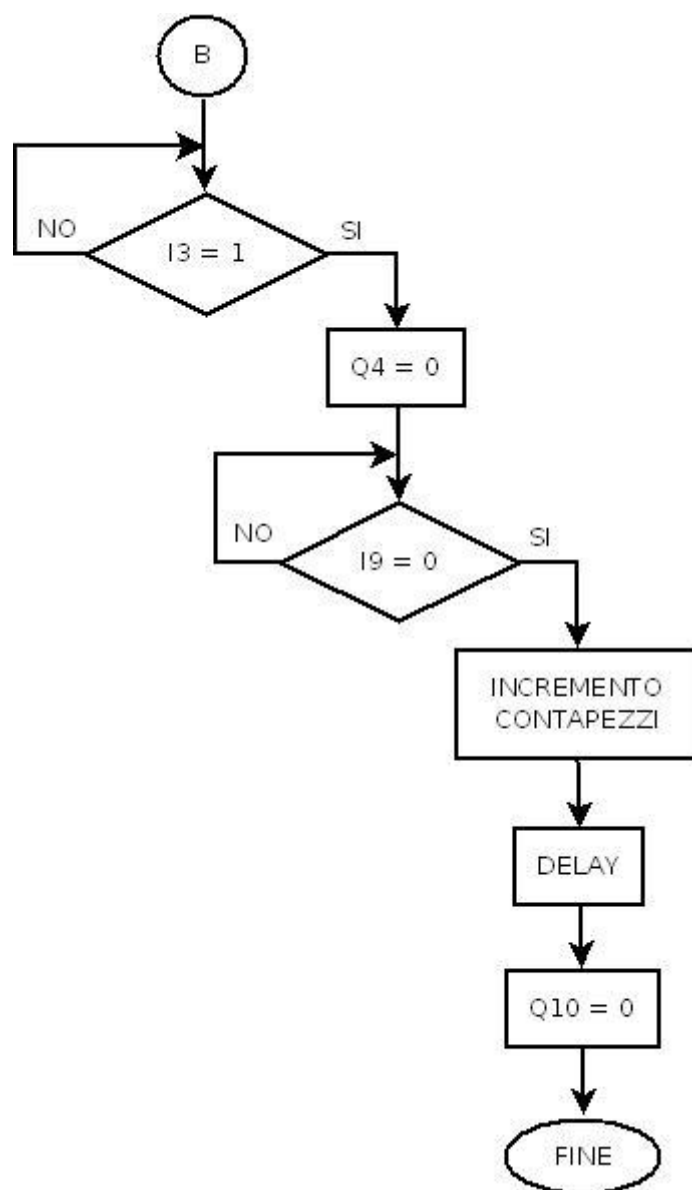 B
NO
I3 = 1
SI
Q4 = 0
NO
I9 = 0
SI
INCREMENTO
CONTAPEZZI
DELAY
Q10 = 0
FINE